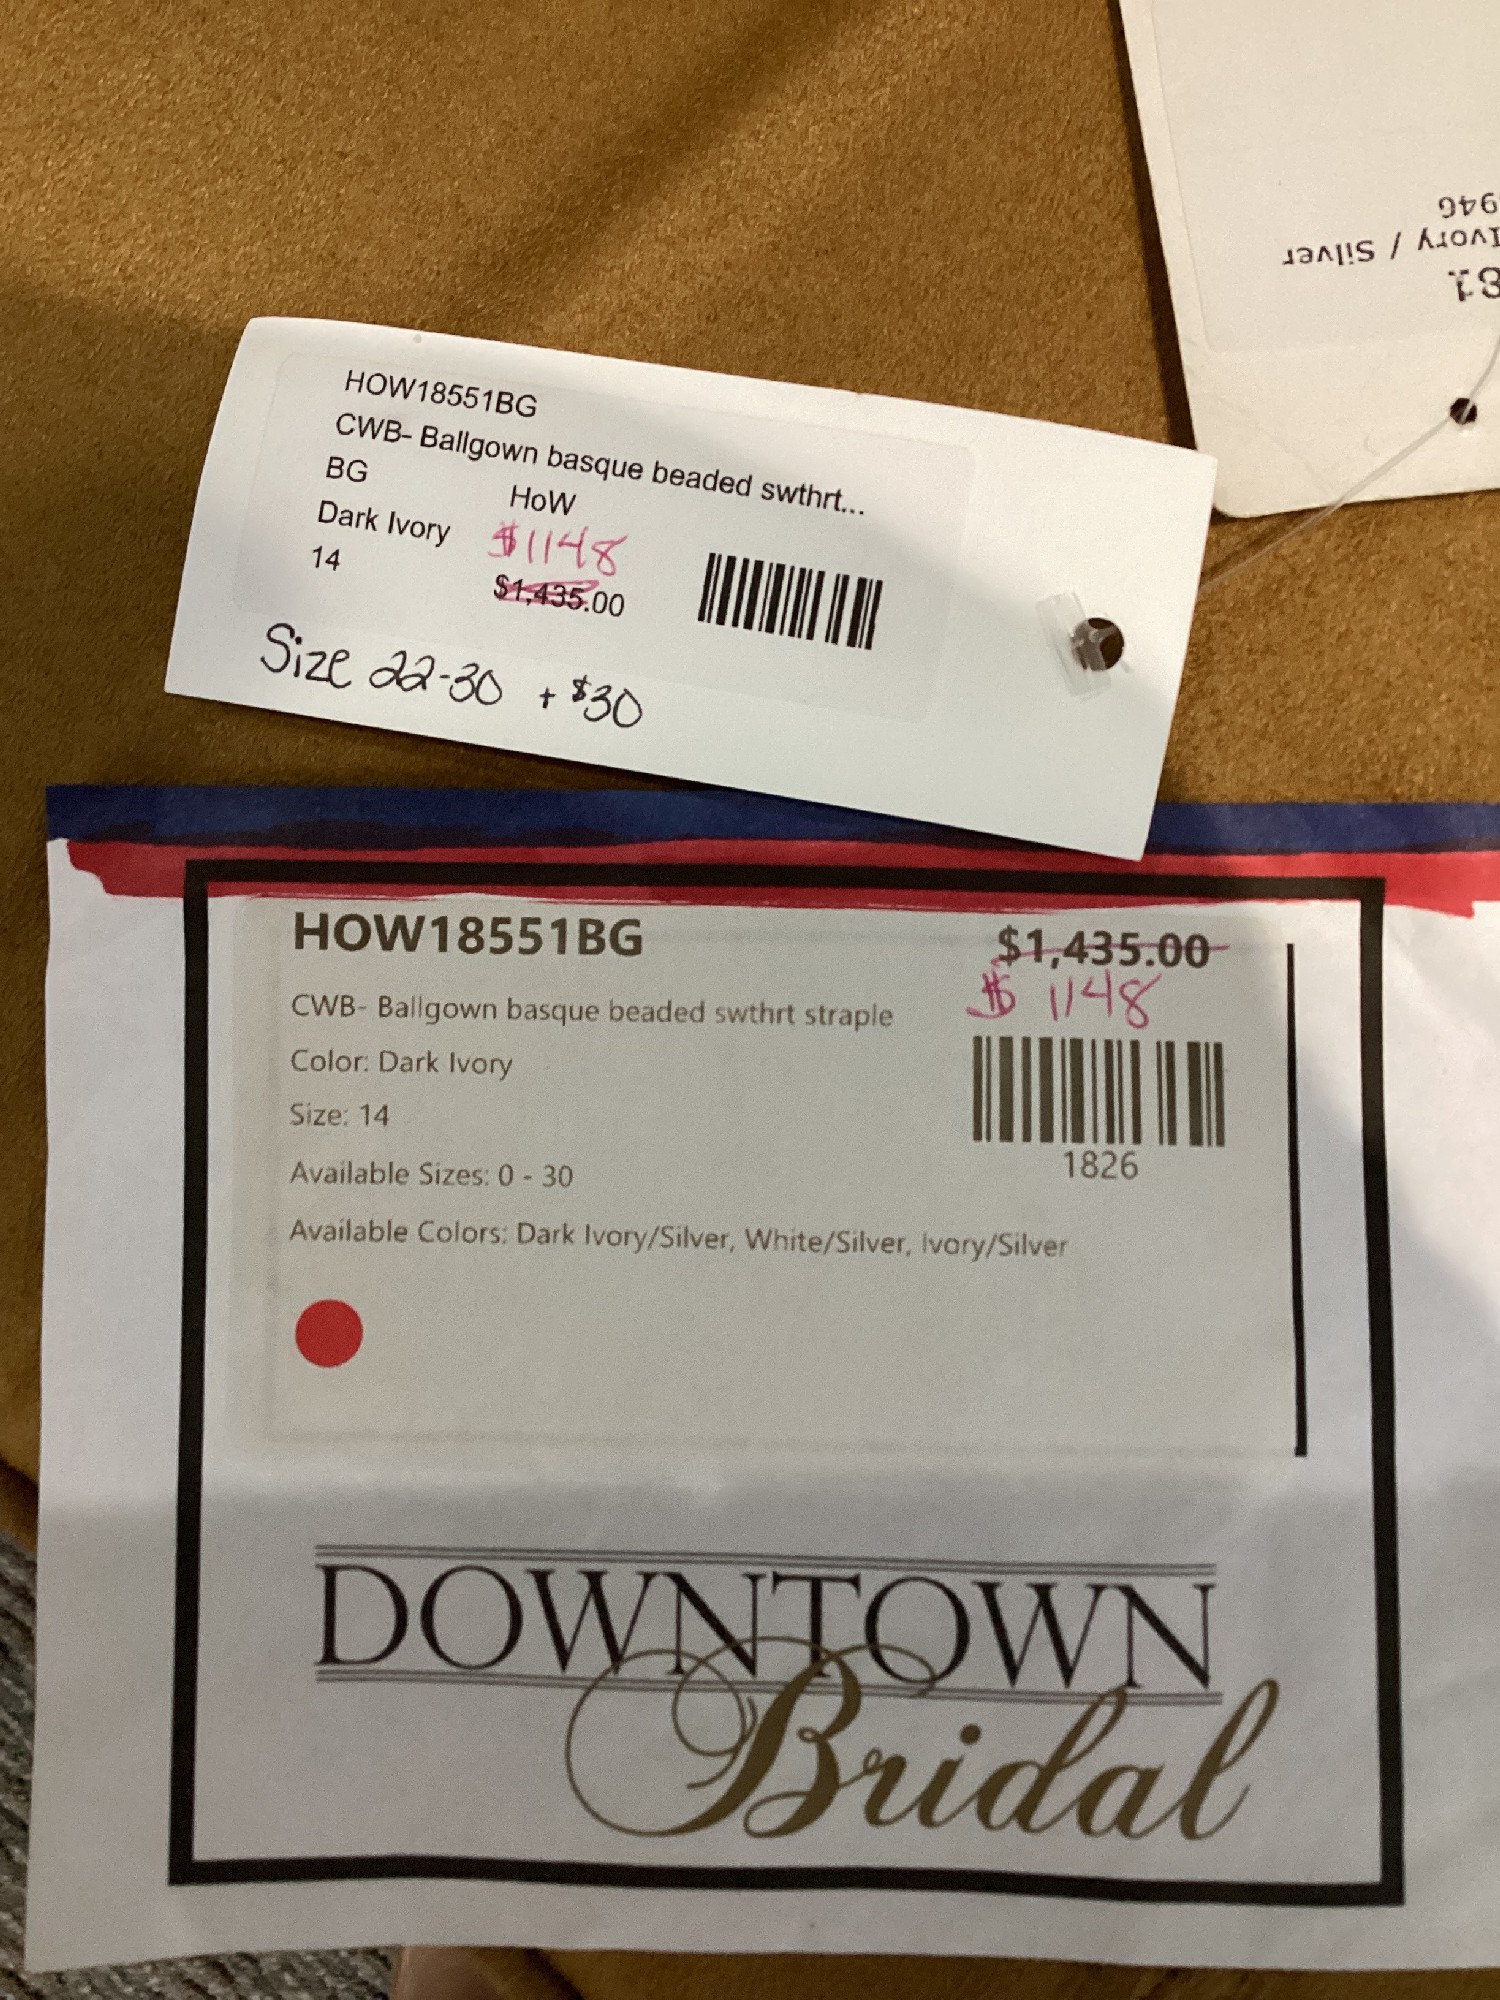 946
Ivory / Silver
81
HOW18551BG
CWB- Ballgown basque beaded swthrt...
BG HoW
Dark Ivory $1148
14 $1,435.00
Size 22-30 + $30
HOW18551BG $1,435.00
$1148
CWB- Ballgown basque beaded swthrt straple
Color: Dark Ivory
Size: 14
1826
Available Sizes: 0 - 30
Available Colors: Dark Ivory/Silver, White/Silver, Ivory/Silver
DOWNTOWN
Bridal